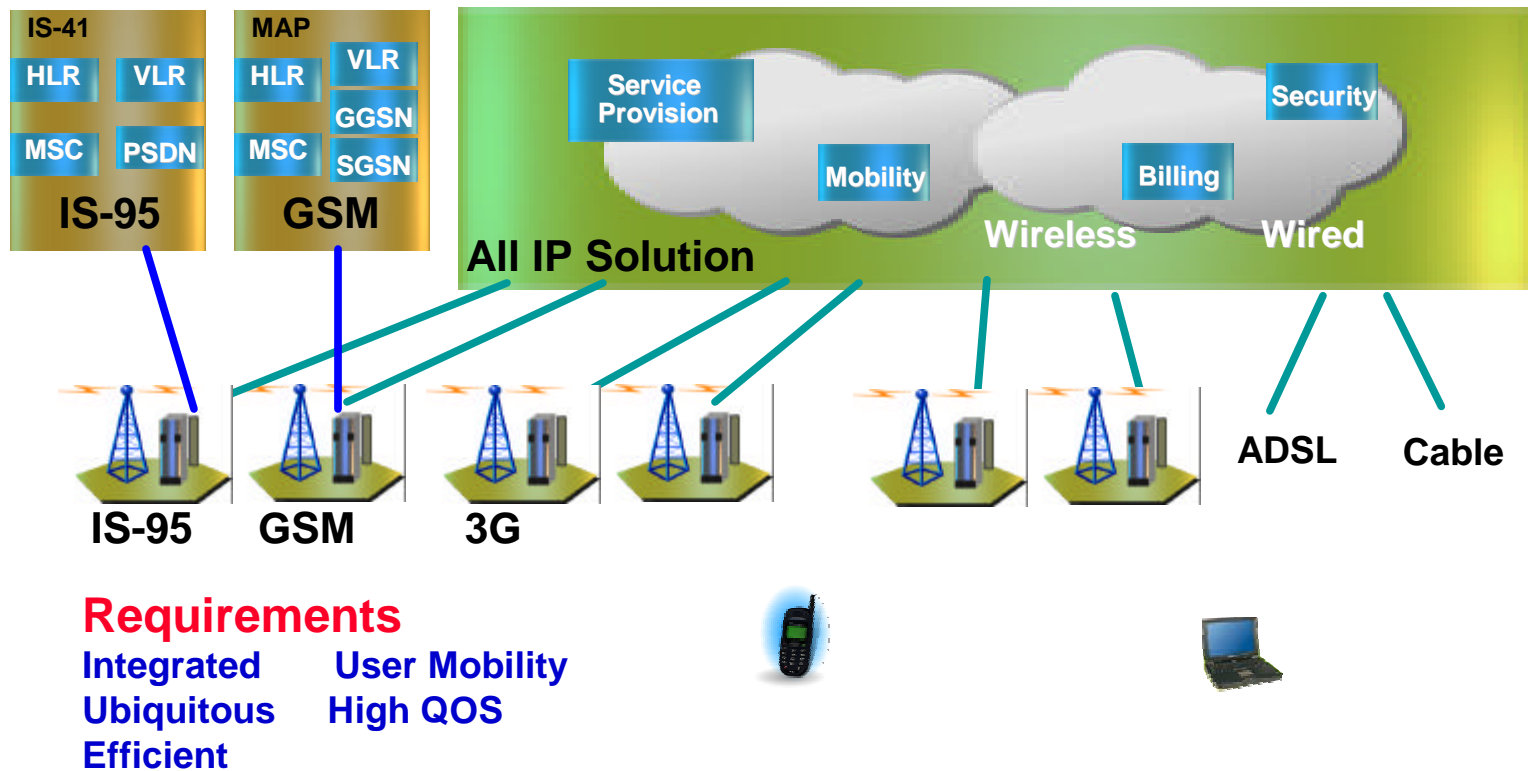 IS-41
HLR VLR
MSC PSDN
IS-95
MAP
HLR VLR
GGSN
MSC SGSN
GSM
Service
Provision
Mobility
Security
Billing
Wireless Wired
All IP Solution
ADSL Cable
IS-95 GSM 3G
Requirements
Integrated User Mobility
Ubiquitous High QOS
Efficient